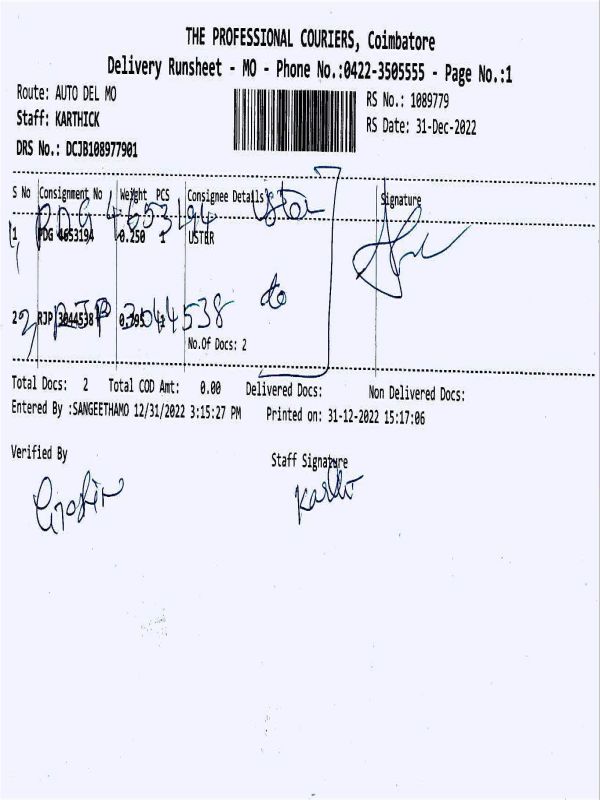 THE PROFESSIONAL COURIERS, Coimbatore
Delivery Runsheet - MO - Phone No.:0422-3505555 - Page No.:1
Route: AUTO DEL MO
RS No.: 1089779
Staff: KARTHICK
RS Date: 31-Dec-2022
DRS No.: DCJB108977901
S No Consignment No Weight PCS Consignee Details Signature
1) PDG 4653194 Uster
1 PDG 4653194 0.250 1 USTER
2) RJP 3044538 do
2 RJP 3044538 1
No.Of Docs: 2
Total Docs: 2 Total COD Amt: 0.00 Delivered Docs: Non Delivered Docs:
Entered By :SANGEETHAMO 12/31/2022 3:15:27 PM Printed on: 31-12-2022 15:17:06
Verified By Staff Signature